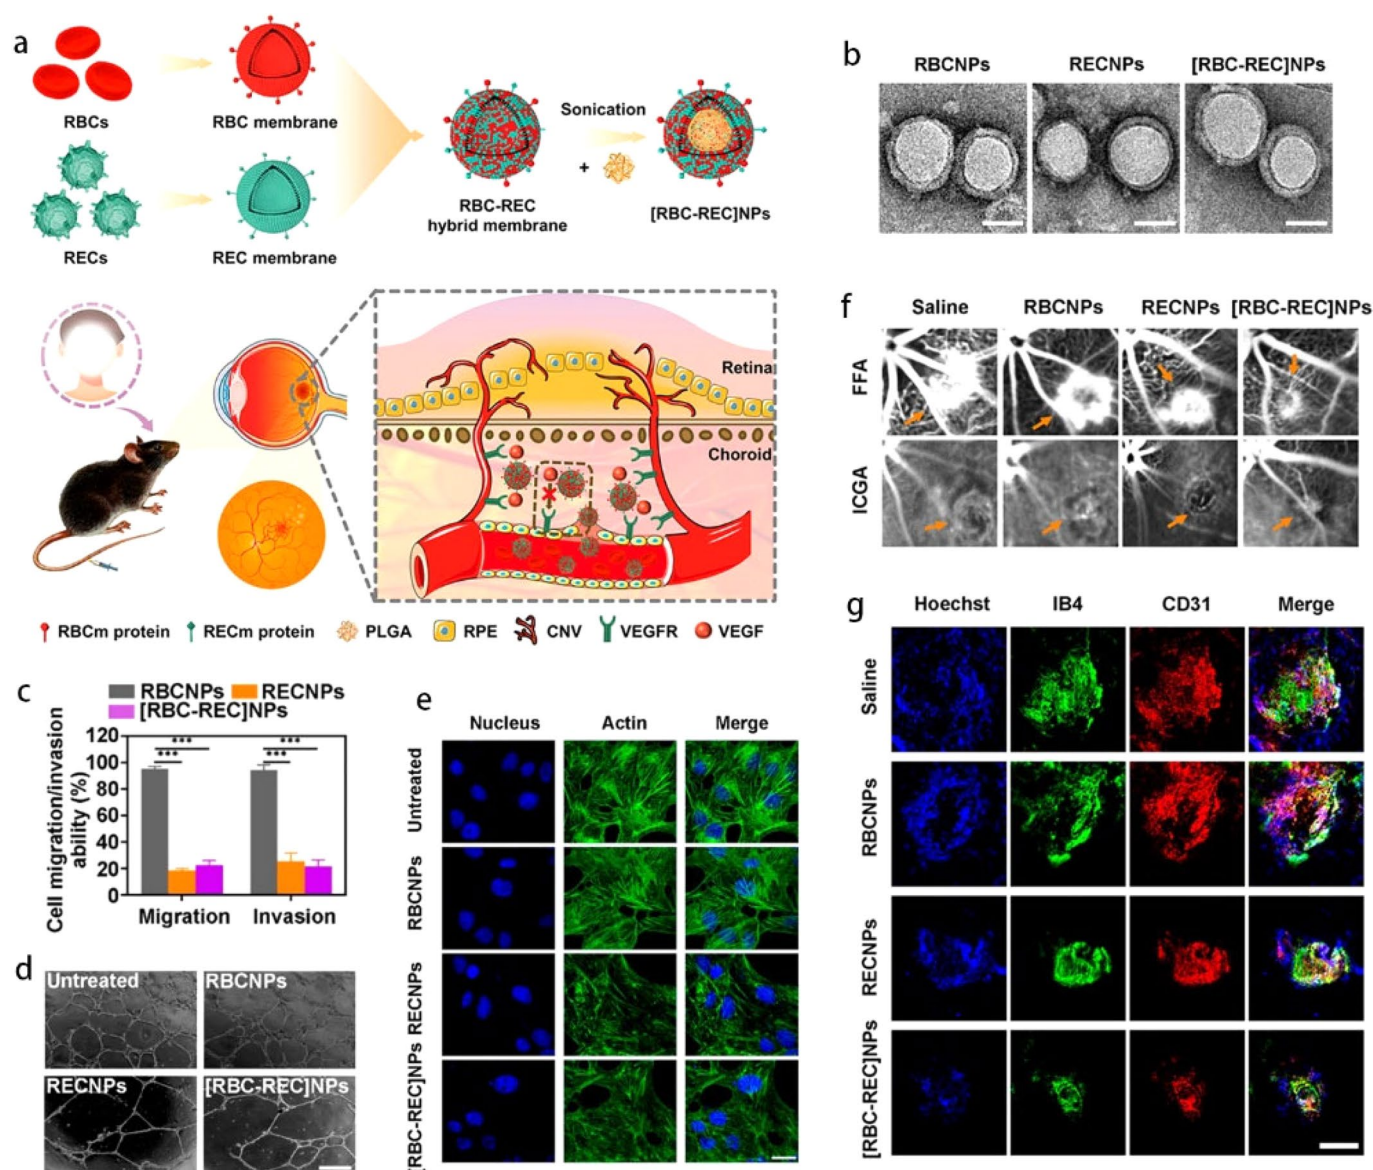 a
RBCs
RBC membrane
RECs
REC membrane
RBC-REC
hybrid membrane
Sonication
+
[RBC-REC]NPs
Retina
Choroid
RBCm protein
RECm protein
PLGA
RPE
CNV
VEGFR
VEGF
b
RBCNPs
RECNPs
[RBC-REC]NPs
c
RBCNPs
RECNPs
[RBC-REC]NPs
Cell migration/invasion
ability (%)
120
100
80
60
40
20
0
***
***
***
***
Migration
Invasion
d
Untreated
RBCNPs
RECNPs
[RBC-REC]NPs
e
Nucleus
Actin
Merge
Untreated
RBCNPs
RECNPs
[RBC-REC]NPs
f
Saline
RBCNPs
RECNPs
[RBC-REC]NPs
FFA
ICGA
g
Hoechst
IB4
CD31
Merge
Saline
RBCNPs
RECNPs
[RBC-REC]NPs